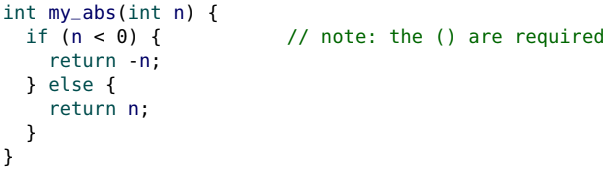 int my_abs(int n) {
  if (n < 0) {           // note: the () are required
    return -n;
  } else {
    return n;
  }
}